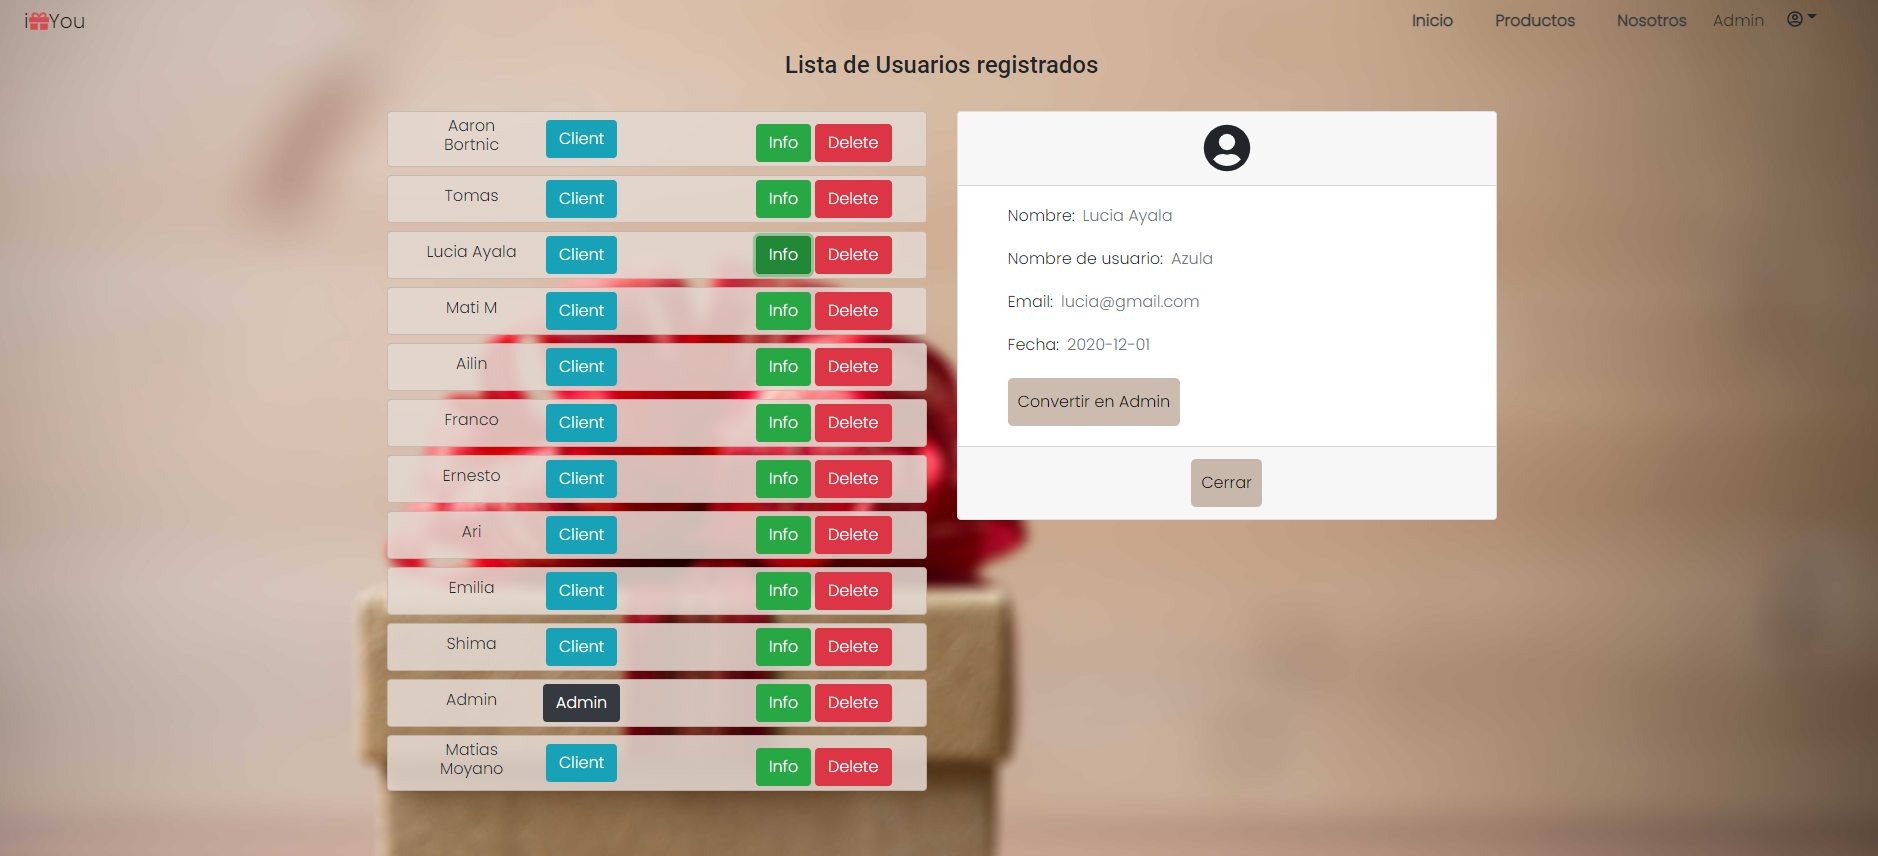 i You
Inicio Productos Nosotros Admin
Lista de Usuarios registrados
Aaron
Bortnic
Client Info Delete
Tomas Client Info Delete
Lucia Ayala Client Info Delete
Mati M Client Info Delete
Ailin Client Info Delete
Franco Client Info Delete
Ernesto Client Info Delete
Ari Client Info Delete
Emilia Client Info Delete
Shima Client Info Delete
Admin Admin Info Delete
Matias
Moyano
Client Info Delete
Nombre: Lucia Ayala
Nombre de usuario: Azula
Email: lucia@gmail.com
Fecha: 2020-12-01
Convertir en Admin
Cerrar